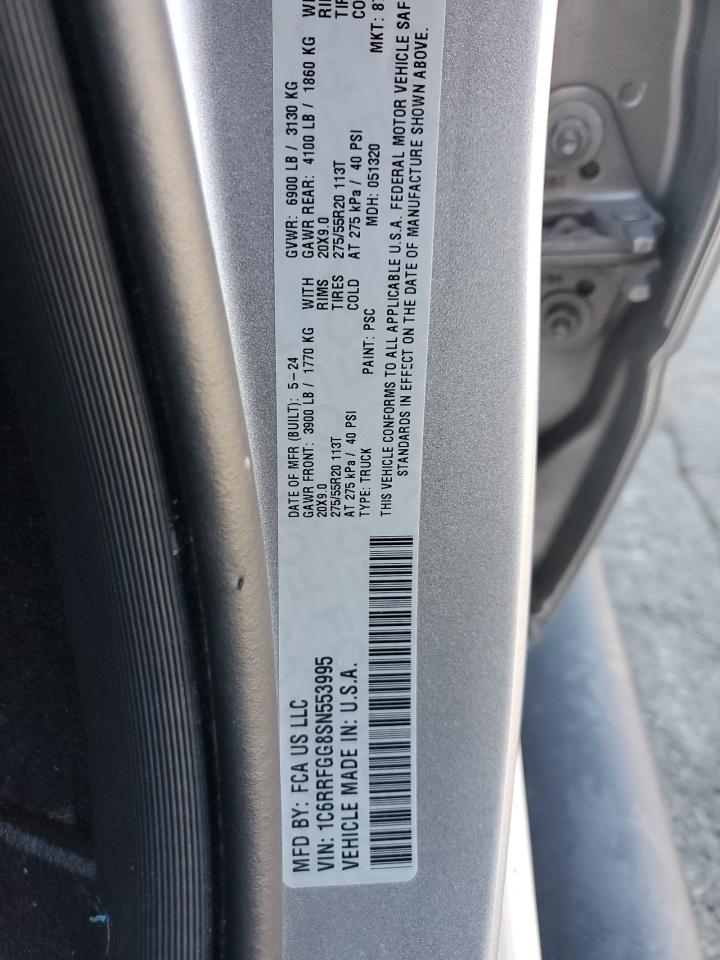 MFD BY: FCA US LLC
VIN: 1C6RRFGG8SN553995
VEHICLE MADE IN: U.S.A.
DATE OF MFR (BUILT): 5-24 GVWR: 6900 LB / 3130 KG
GAWR FRONT: 3900 LB / 1770 KG WITH GAWR REAR: 4100 LB / 1860 KG
20X9.0 RIMS 20X9.0
275/55R20 113T TIRES 275/55R20 113T
AT 275 kPa / 40 PSI COLD AT 275 kPa / 40 PSI
TYPE: TRUCK PAINT: PSC MDH: 051320 MKT:
THIS VEHICLE CONFORMS TO ALL APPLICABLE U.S.A. FEDERAL MOTOR VEHICLE SAF
STANDARDS IN EFFECT ON THE DATE OF MANUFACTURE SHOWN ABOVE.